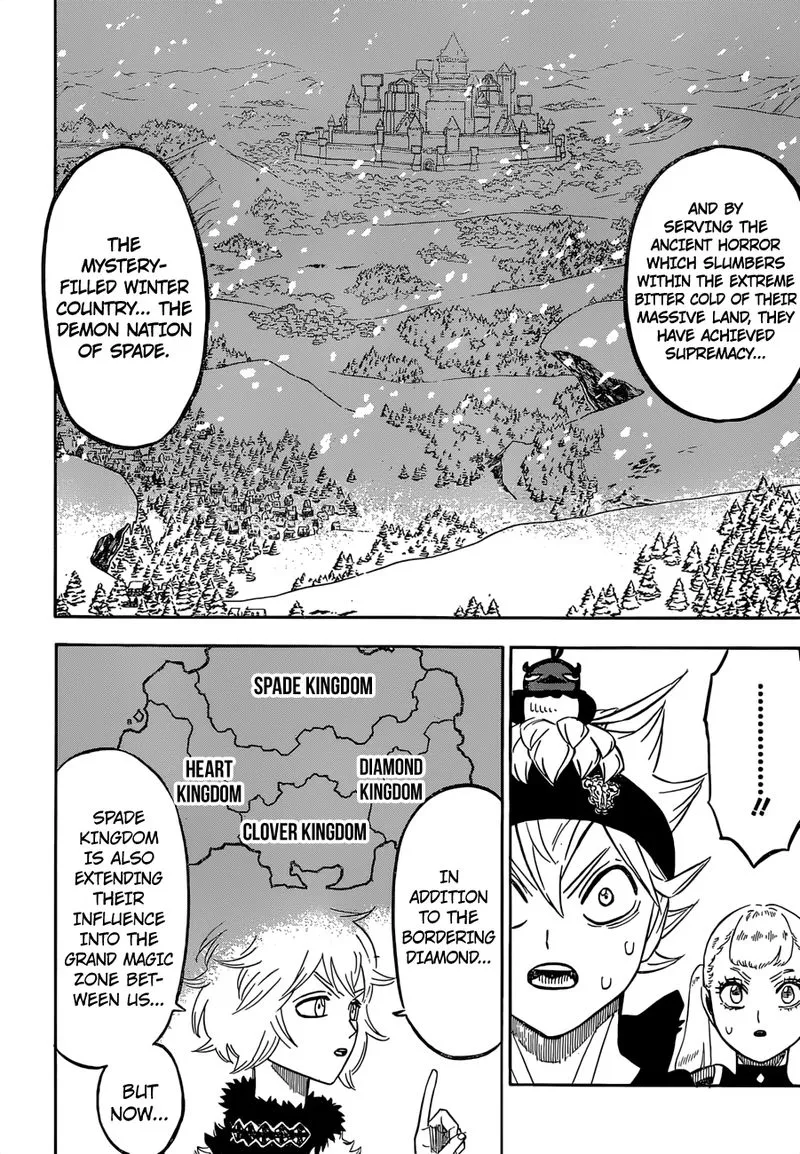 AND BY
SERVING THE
ANCIENT HORROR
WHICH SLUMBERS
WITHIN THE EXTREME
BITTER COLD OF THEIR
MASSIVE LAND, THEY
HAVE ACHIEVED
SUPREMACY...
THE
MYSTERY-
FILLED WINTER
COUNTRY... THE
DEMON NATION
OF SPADE.
.........!!
SPADE KINGDOM
HEART
KINGDOM
DIAMOND
KINGDOM
CLOVER KINGDOM
IN
ADDITION
TO THE
BORDERING
DIAMOND...
SPADE
KINGDOM
IS ALSO
EXTENDING
THEIR
INFLUENCE
INTO THE
GRAND MAGIC
ZONE BET-
WEEN US...
BUT
NOW...